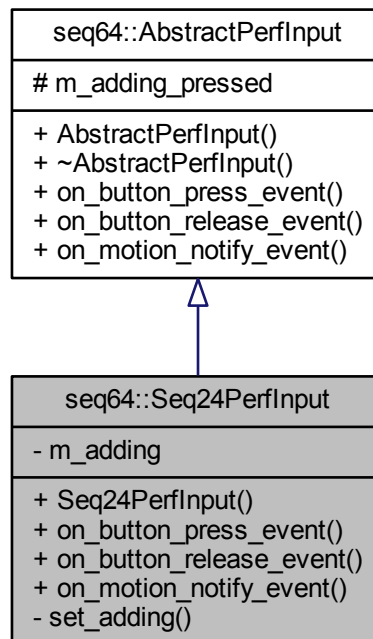 seq64::AbstractPerfInput
# m_adding_pressed
+ AbstractPerfInput()
+ ~AbstractPerfInput()
+ on_button_press_event()
+ on_button_release_event()
+ on_motion_notify_event()
seq64::Seq24PerfInput
- m_adding
+ Seq24PerfInput()
+ on_button_press_event()
+ on_button_release_event()
+ on_motion_notify_event()
- set_adding()